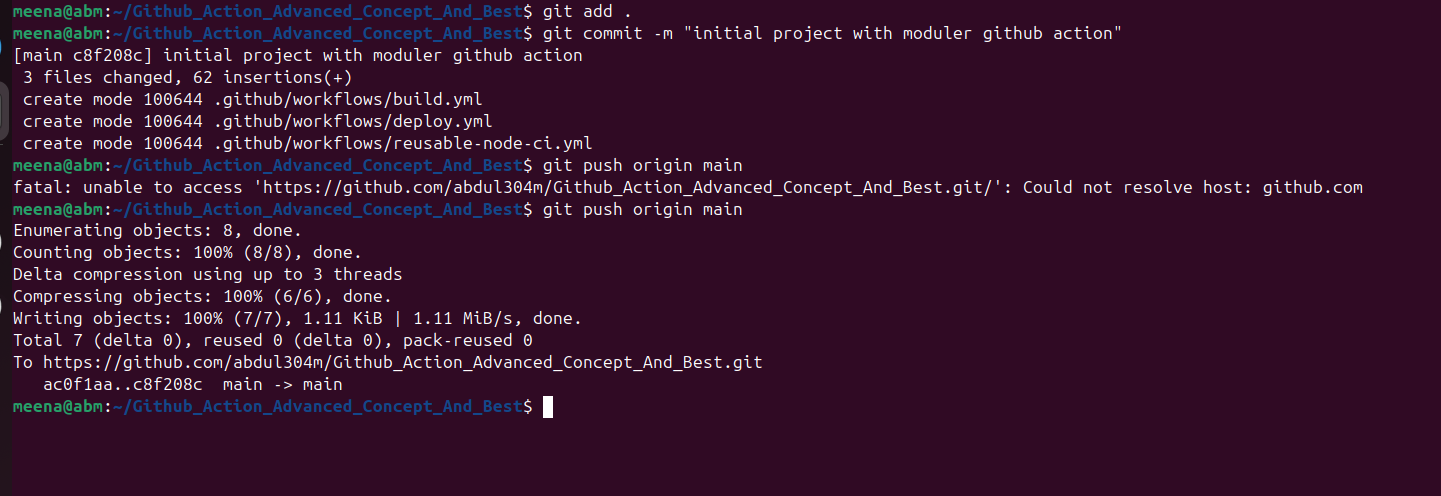 meena@abm:~/Github_Action_Advanced_Concept_And_Best$ git add .
meena@abm:~/Github_Action_Advanced_Concept_And_Best$ git commit -m "initial project with moduler github action"
[main c8f208c] initial project with moduler github action
 3 files changed, 62 insertions(+)
 create mode 100644 .github/workflows/build.yml
 create mode 100644 .github/workflows/deploy.yml
 create mode 100644 .github/workflows/reusable-node-ci.yml
meena@abm:~/Github_Action_Advanced_Concept_And_Best$ git push origin main
fatal: unable to access 'https://github.com/abdul304m/Github_Action_Advanced_Concept_And_Best.git/': Could not resolve host: github.com
meena@abm:~/Github_Action_Advanced_Concept_And_Best$ git push origin main
Enumerating objects: 8, done.
Counting objects: 100% (8/8), done.
Delta compression using up to 3 threads
Compressing objects: 100% (6/6), done.
Writing objects: 100% (7/7), 1.11 KiB | 1.11 MiB/s, done.
Total 7 (delta 0), reused 0 (delta 0), pack-reused 0
To https://github.com/abdul304m/Github_Action_Advanced_Concept_And_Best.git
   ac0f1aa..c8f208c  main -> main
meena@abm:~/Github_Action_Advanced_Concept_And_Best$